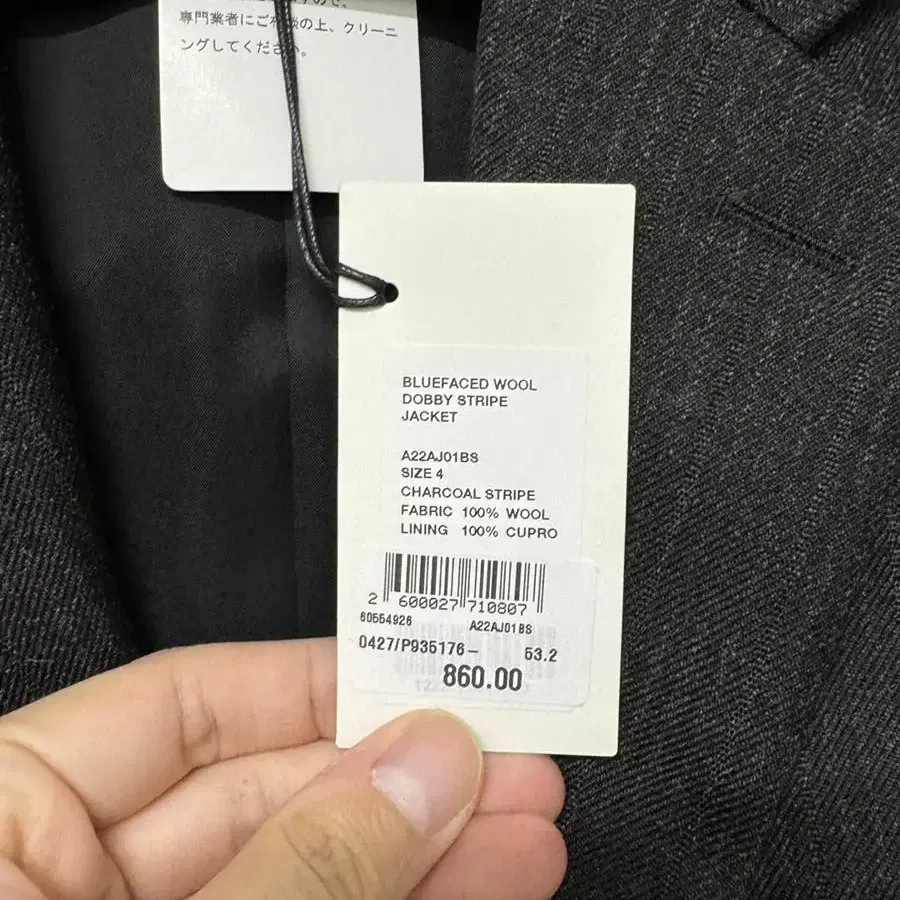 専門業者にご相談の上、クリーニ
ングしてください。
BLUEFACED WOOL
DOBBY STRIPE
JACKET
A22AJ01BS
SIZE 4
CHARCOAL STRIPE
FABRIC 100% WOOL
LINING 100% CUPRO
2 600027 710807
60554926 A22AJ01BS
0427/P935176- 53.2
860.00